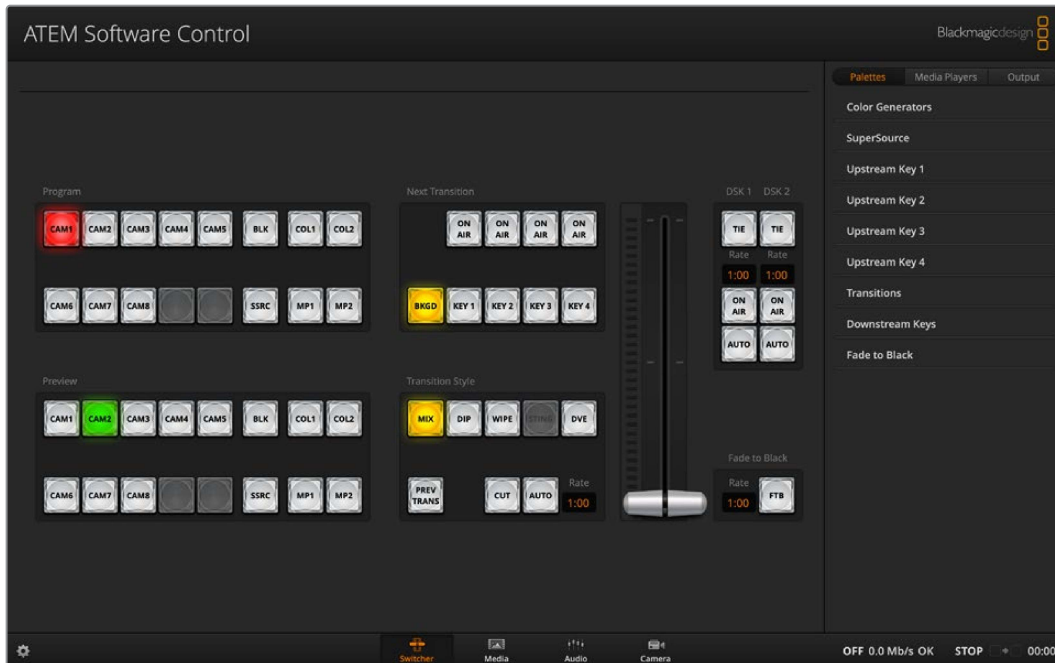 ATEM Software Control
Blackmagicdesign
Palettes Media Players Output
Color Generators
SuperSource
Upstream Key 1
Upstream Key 2
Upstream Key 3
Upstream Key 4
Transitions
Downstream Keys
Fade to Black
Program
CAM1 CAM2 CAM3 CAM4 CAM5 BLK COL1 COL2
CAM6 CAM7 CAM8 SSRC MP1 MP2
Next Transition
ON AIR ON AIR ON AIR ON AIR
BKGD KEY 1 KEY 2 KEY 3 KEY 4
DSK 1 DSK 2
TIE TIE
Rate Rate
1:00 1:00
ON AIR ON AIR
AUTO AUTO
Preview
CAM1 CAM2 CAM3 CAM4 CAM5 BLK COL1 COL2
CAM6 CAM7 CAM8 SSRC MP1 MP2
Transition Style
MIX DIP WIPE STING DVE
PREV TRANS CUT AUTO Rate 1:00
Fade to Black
Rate 1:00 FTB
Switcher Media Audio Camera
OFF 0.0 Mb/s OK STOP 00:00